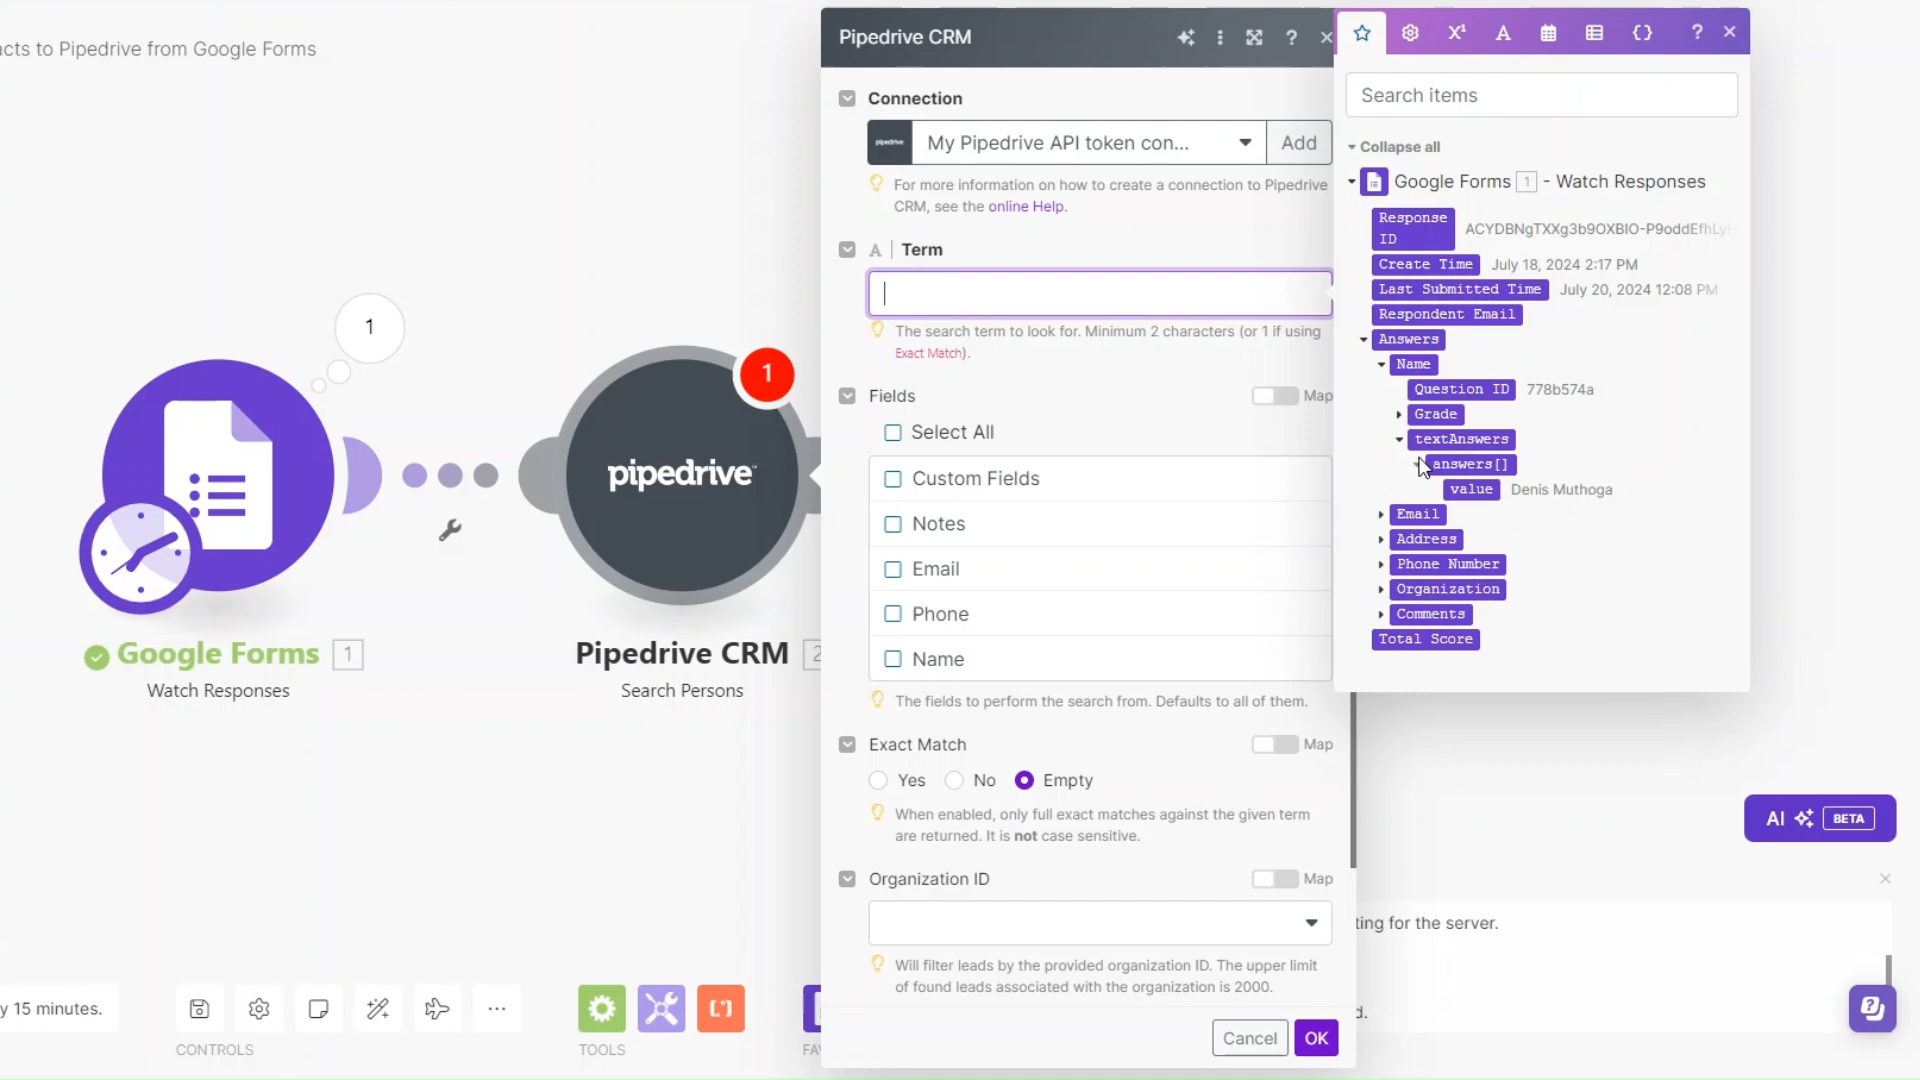 acts to Pipedrive from Google Forms
1
1
pipedrive
Google Forms 1
Watch Responses
Pipedrive CRM 2
Search Persons
y 15 minutes.
CONTROLS
TOOLS
FAV
Pipedrive CRM
?
Connection
pipedrive My Pipedrive API token con... Add
For more information on how to create a connection to Pipedrive
CRM, see the online Help.
A Term
The search term to look for. Minimum 2 characters (or 1 if using
Exact Match).
Fields Map
Select All
Custom Fields
Notes
Email
Phone
Name
The fields to perform the search from. Defaults to all of them.
Exact Match Map
Yes No Empty
When enabled, only full exact matches against the given term
are returned. It is not case sensitive.
Organization ID Map
Will filter leads by the provided organization ID. The upper limit
of found leads associated with the organization is 2000.
Cancel OK
X¹ A { } ?
Search items
Collapse all
Google Forms 1 - Watch Responses
Response
ID ACYDBNgTXXg3b9OXBIO-P9oddEfhLy
Create Time July 18, 2024 2:17 PM
Last Submitted Time July 20, 2024 12:08 PM
Respondent Email
Answers
Name
Question ID 778b574a
Grade
textAnswers
answers[]
value Denis Muthoga
Email
Address
Phone Number
Organization
Comments
Total Score
AI BETA
ting for the server.
d.